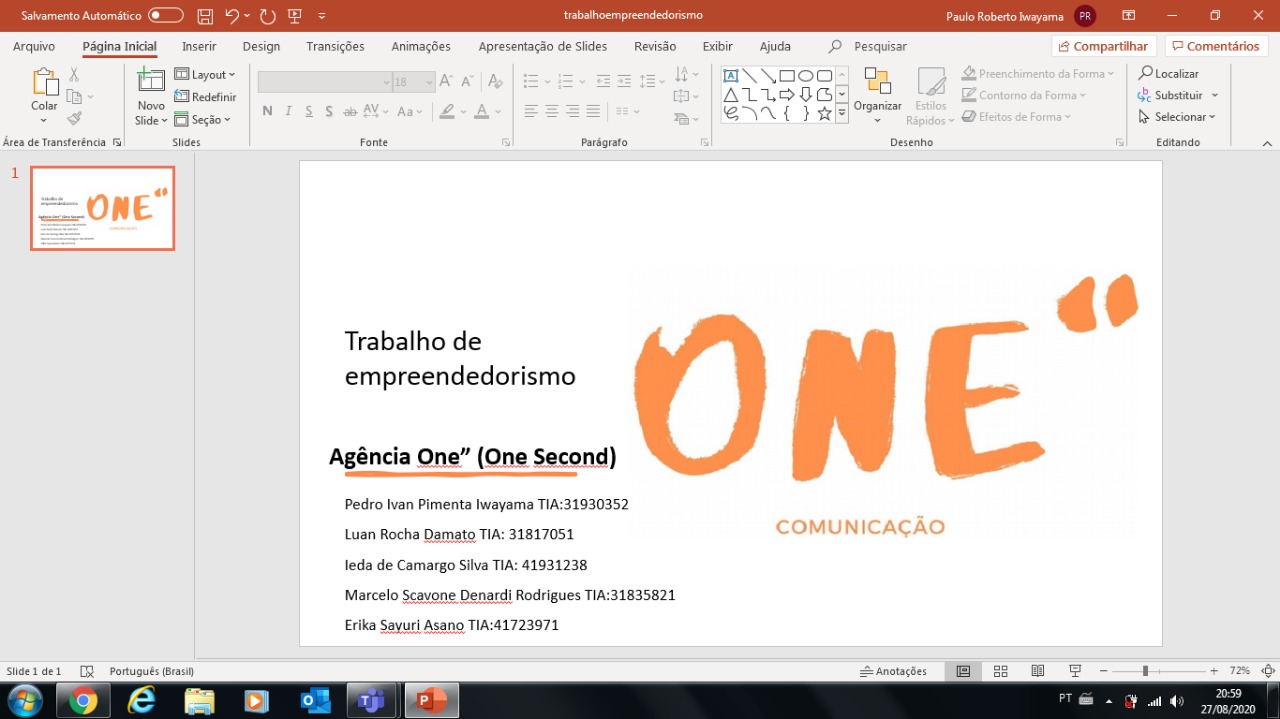 Salvamento Automático
trabalhoempreendedorismo
Paulo Roberto Iwayama
PR
Arquivo
Página Inicial
Inserir
Design
Transições
Animações
Apresentação de Slides
Revisão
Exibir
Ajuda
Pesquisar
Compartilhar
Comentários
Colar
Novo
Slide
Layout
Redefinir
Seção
18
N I S S ab AV Aa A
Organizar
Estilos
Rápidos
Preenchimento da Forma
Contorno da Forma
Efeitos de Forma
Localizar
Substituir
Selecionar
Área de Transferência
Slides
Fonte
Parágrafo
Desenho
Editando
1
Trabalho de
empreendedorismo
Agência One” (One Second)
Pedro Ivan Pimenta Iwayama TIA:31930352
Luan Rocha Damato TIA: 31817051
Ieda de Camargo Silva TIA: 41931238
Marcelo Scavone Denardi Rodrigues TIA:31835821
Erika Sayuri Asano TIA:41723971
ONE"
COMUNICAÇÃO
Slide 1 de 1
Português (Brasil)
Anotações
72%
PT
20:59
27/08/2020